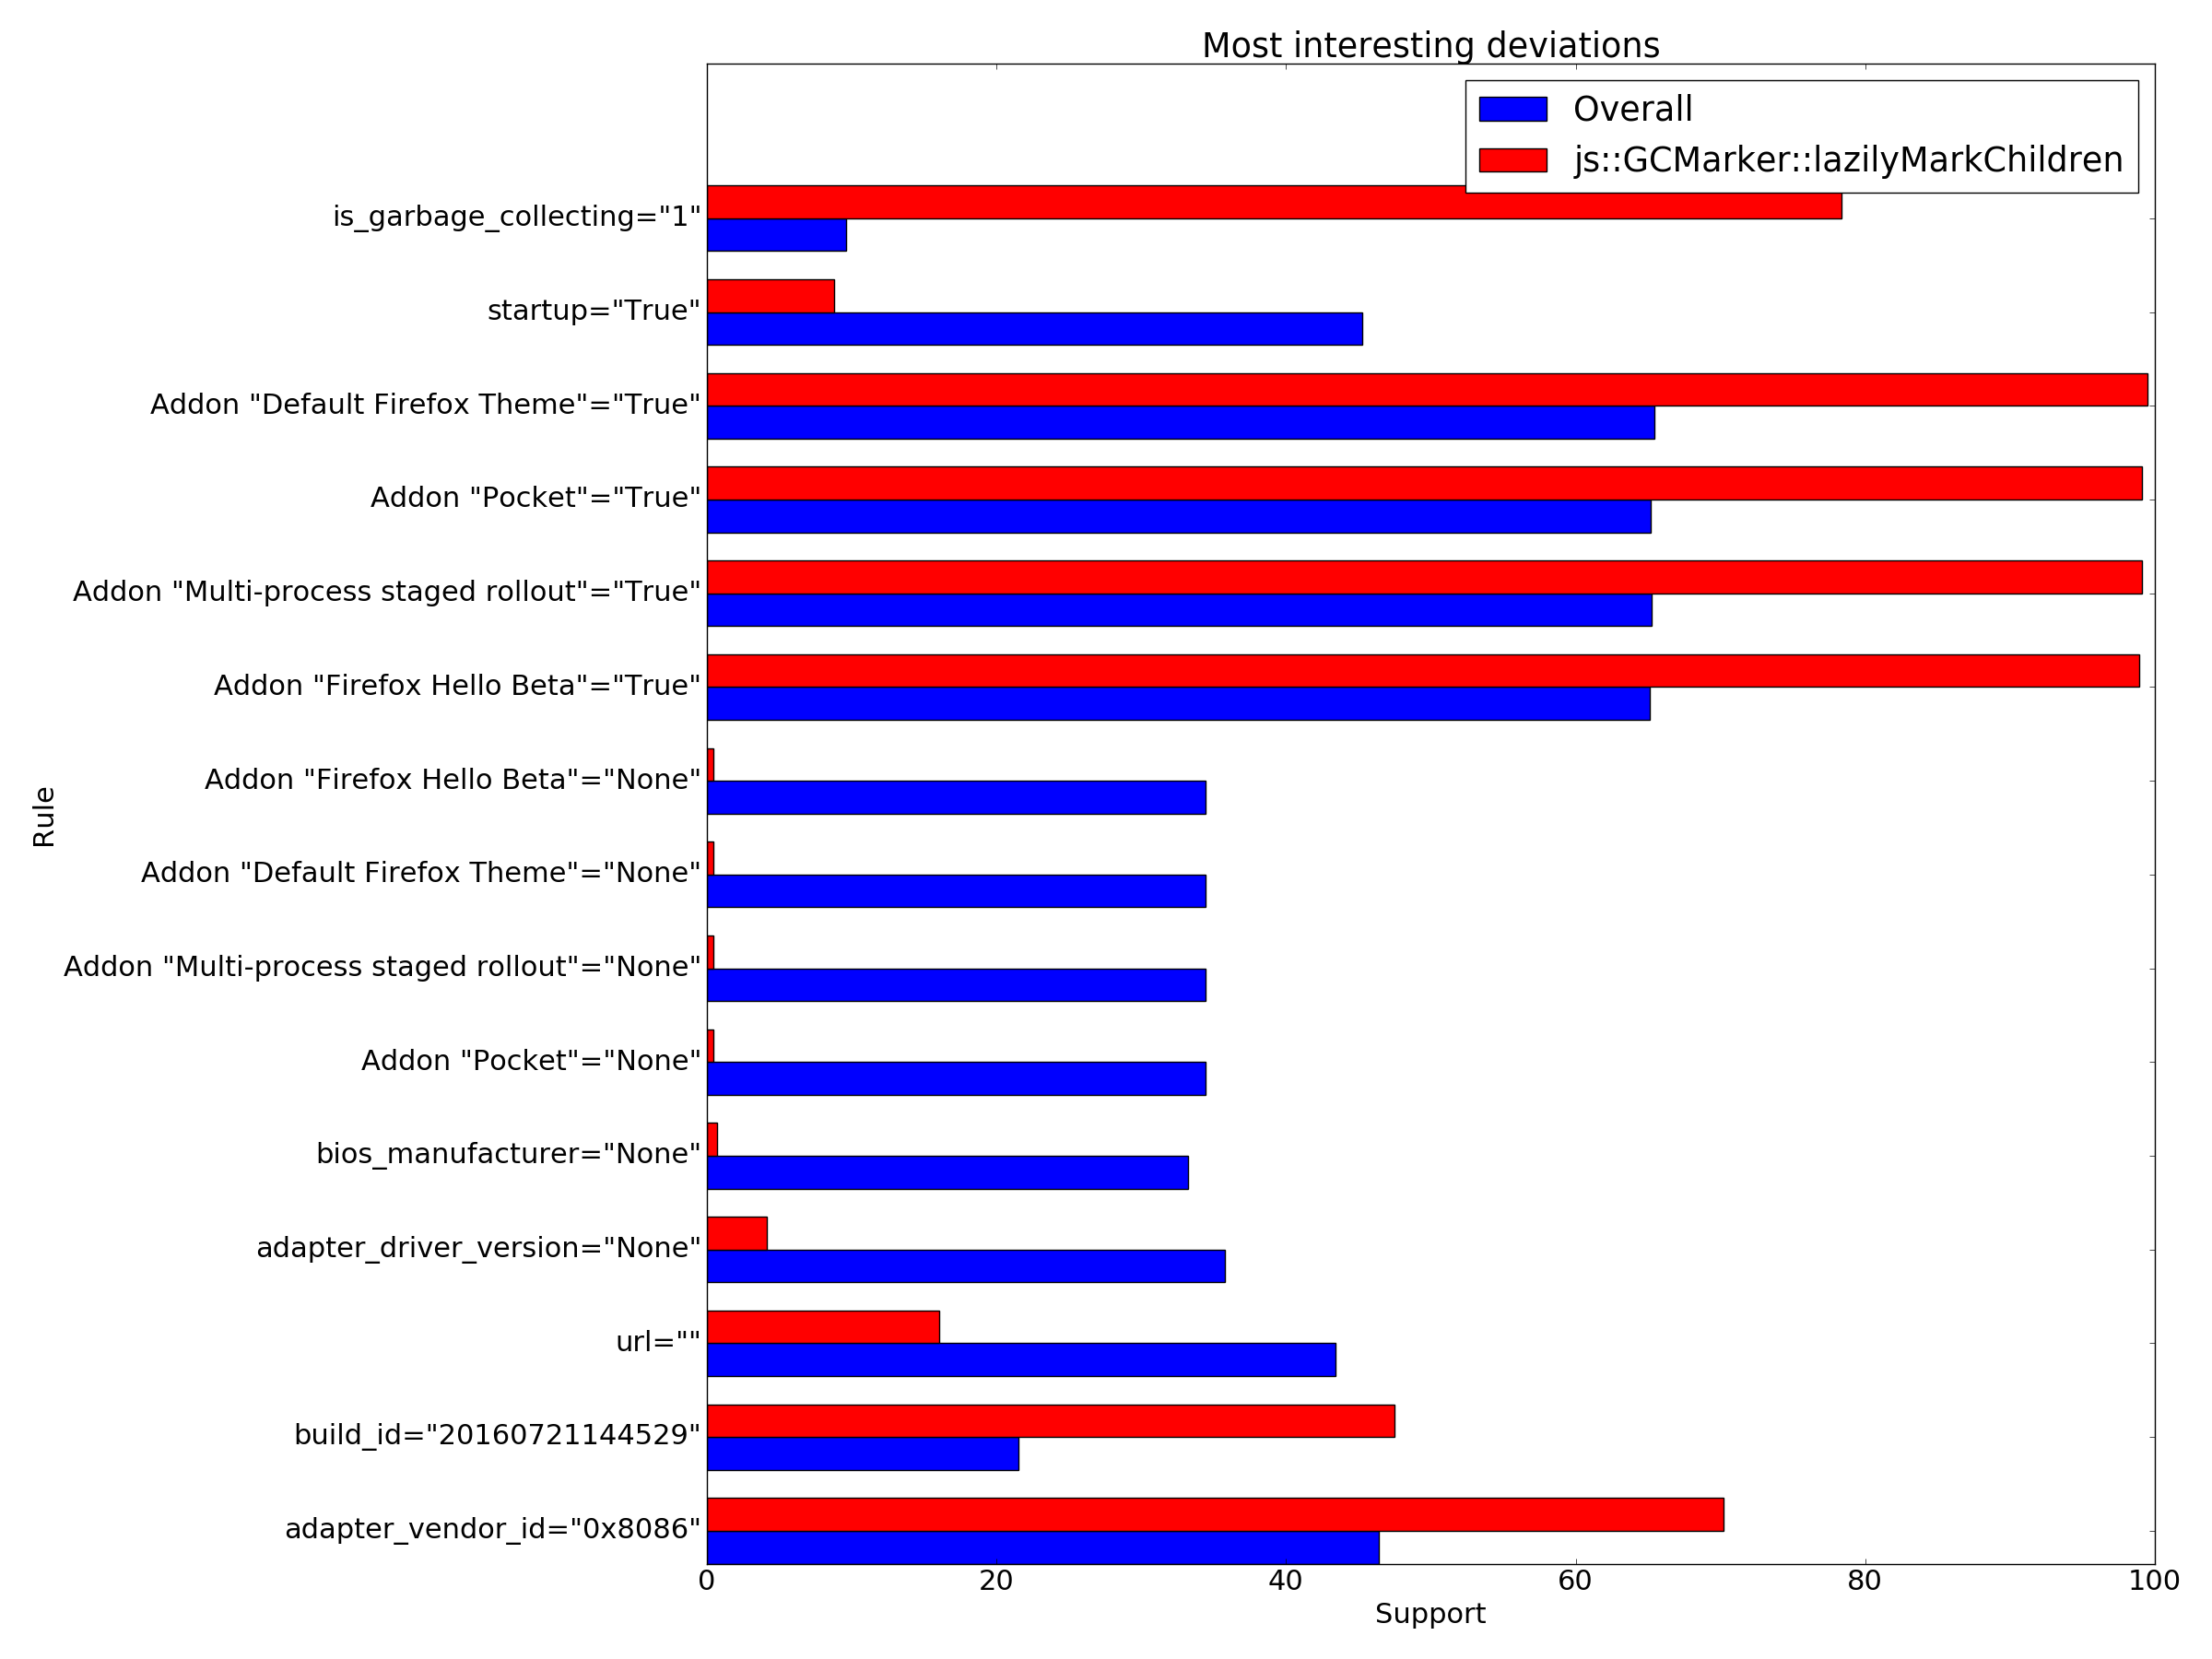 Most interesting deviations
Overall
js::GCMarker::lazilyMarkChildren
is_garbage_collecting="1"
startup="True"
Addon "Default Firefox Theme"="True"
Addon "Pocket"="True"
Addon "Multi-process staged rollout"="True"
Addon "Firefox Hello Beta"="True"
Addon "Firefox Hello Beta"="None"
Addon "Default Firefox Theme"="None"
Addon "Multi-process staged rollout"="None"
Addon "Pocket"="None"
bios_manufacturer="None"
adapter_driver_version="None"
url=""
build_id="20160721144529"
adapter_vendor_id="0x8086"
Rule
0 20 40 60 80 100
Support